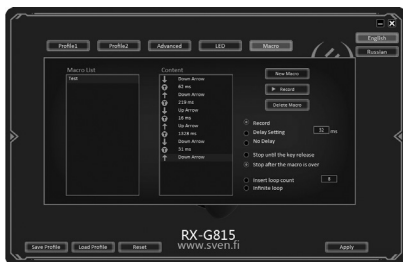 English
Russian
Profile1 Profile2 Advanced LED Macro
Macro List
Test
Content
Down Arrow
62 ms
Down Arrow
219 ms
Up Arrow
16 ms
Up Arrow
1328 ms
Down Arrow
31 ms
Down Arrow
New Macro
Record
Delete Macro
Record
Delay Setting 32 ms
No Delay
Stop until the key release
Stop after the macro is over
Insert loop count
Infinite loop
RX-G815
www.sven.fi
Save Profile Load Profile Reset Apply